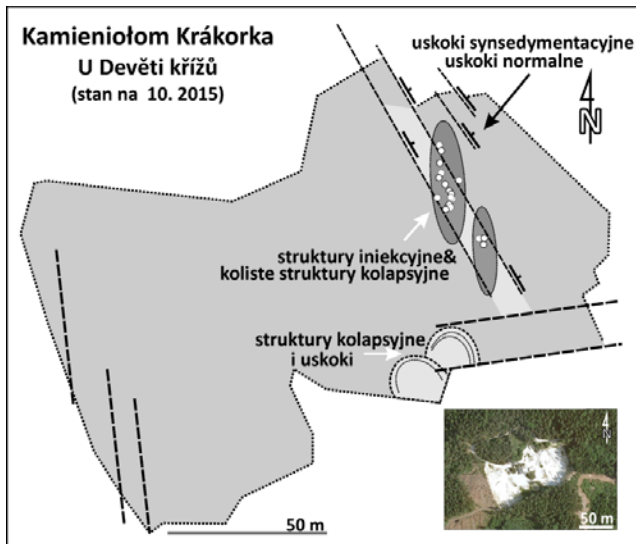 Kamieniołom Krákorka
U Devěti křížů
(stan na 10. 2015)
uskoki synsedymentacyjne
uskoki normalne
N
struktury iniekcyjne&
koliste struktury kolapsyjne
struktury kolapsyjne
i uskoki
50 m
N
50 m